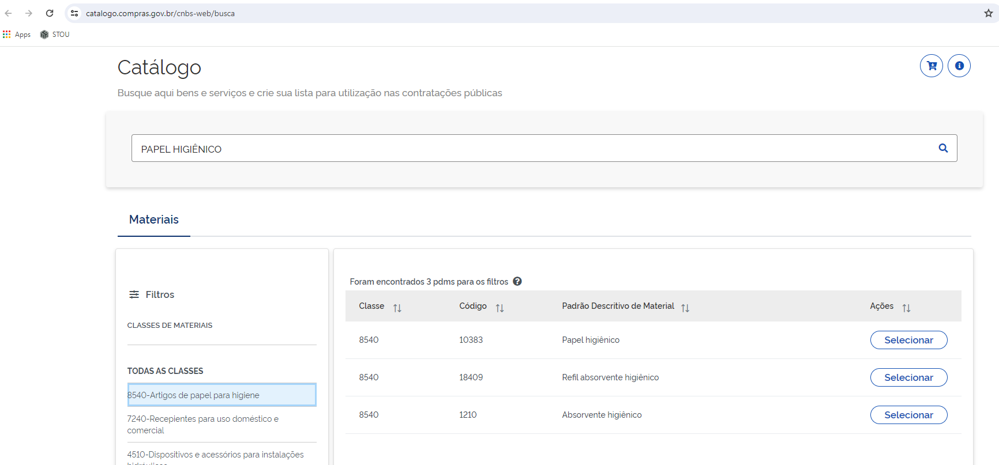 catalogo.compras.gov.br/cnbs-web/busca
Apps STOU
Catálogo
Busque aqui bens e serviços e crie sua lista para utilização nas contratações públicas
PAPEL HIGIÊNICO
Materiais
Filtros
CLASSES DE MATERIAIS
TODAS AS CLASSES
8540-Artigos de papel para higiene
7240-Recepientes para uso doméstico e
comercial
4510-Dispositivos e acessórios para instalações
hidráulicas
Foram encontrados 3 pdms para os filtros
Classe Código Padrão Descritivo de Material Ações
8540 10383 Papel higiênico Selecionar
8540 18409 Refil absorvente higiênico Selecionar
8540 1210 Absorvente higiênico Selecionar